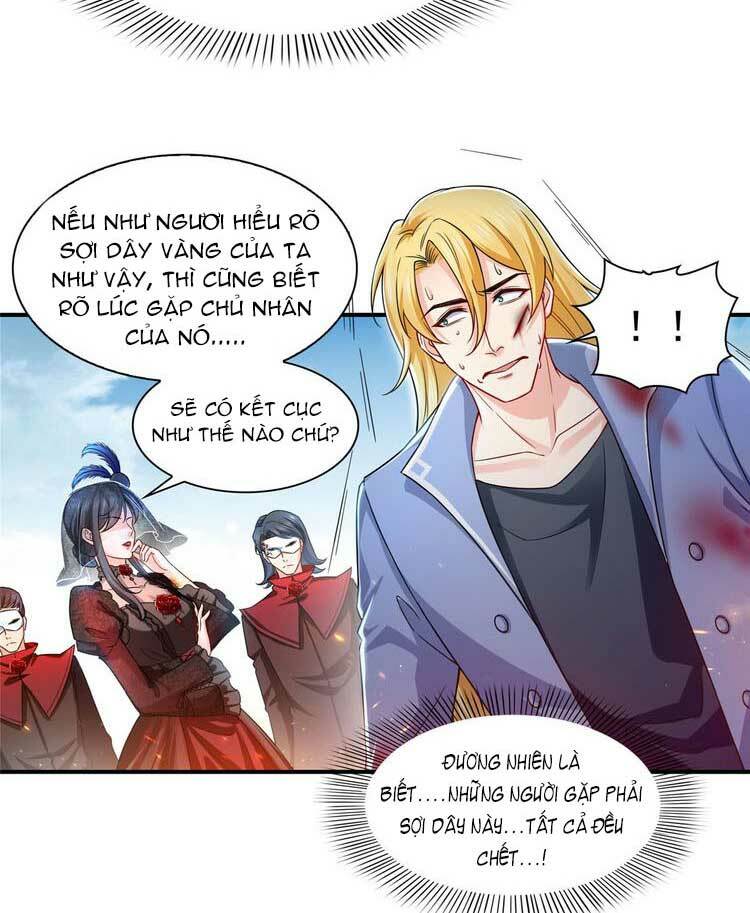 NẾU NHƯ NGƯƠI HIỂU RÕ
SỢI DÂY VÀNG CỦA TA
NHƯ VẬY, THÌ CŨNG BIẾT
RÕ LÚC GẶP CHỦ NHÂN
CỦA NÓ.....
! !
SẼ CÓ KẾT CỤC
NHƯ THẾ NÀO CHỨ?
ĐƯƠNG NHIÊN LÀ
BIẾT....NHỮNG NGƯỜI GẶP PHẢI
SỢI DÂY NÀY...TẤT CẢ ĐỀU
CHẾT...!